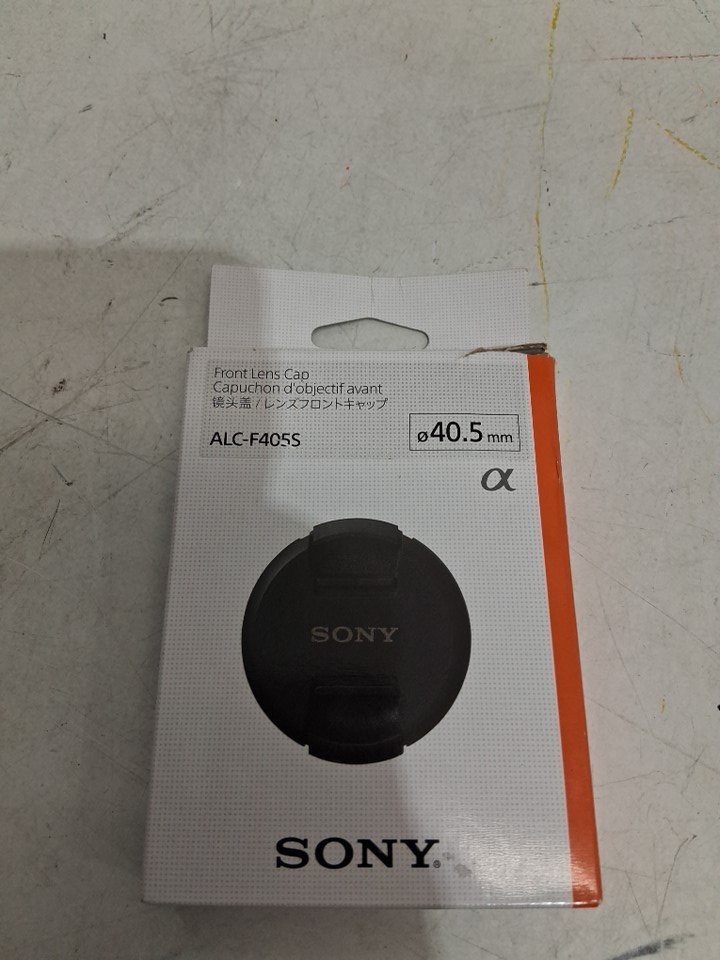 Front Lens Cap
Capuchon d'objectif avant
镜头盖 / レンズフロントキャップ
ALC-F405S
ø40.5 mm
α
SONY
SONY®